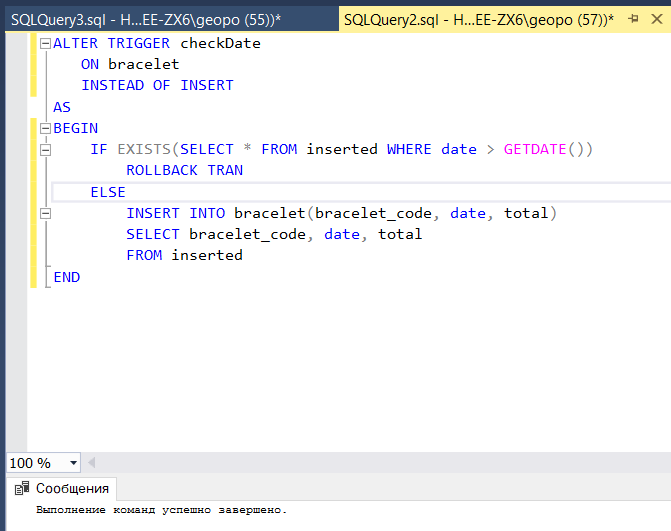 SQLQuery3.sql - H...EE-ZX6\geopo (55))* SQLQuery2.sql - H...EE-ZX6\geopo (57))*
ALTER TRIGGER checkDate
ON bracelet
INSTEAD OF INSERT
AS
BEGIN
IF EXISTS(SELECT * FROM inserted WHERE date > GETDATE())
ROLLBACK TRAN
ELSE
INSERT INTO bracelet(bracelet_code, date, total)
SELECT bracelet_code, date, total
FROM inserted
END
100 %
Сообщения
Выполнение команд успешно завершено.